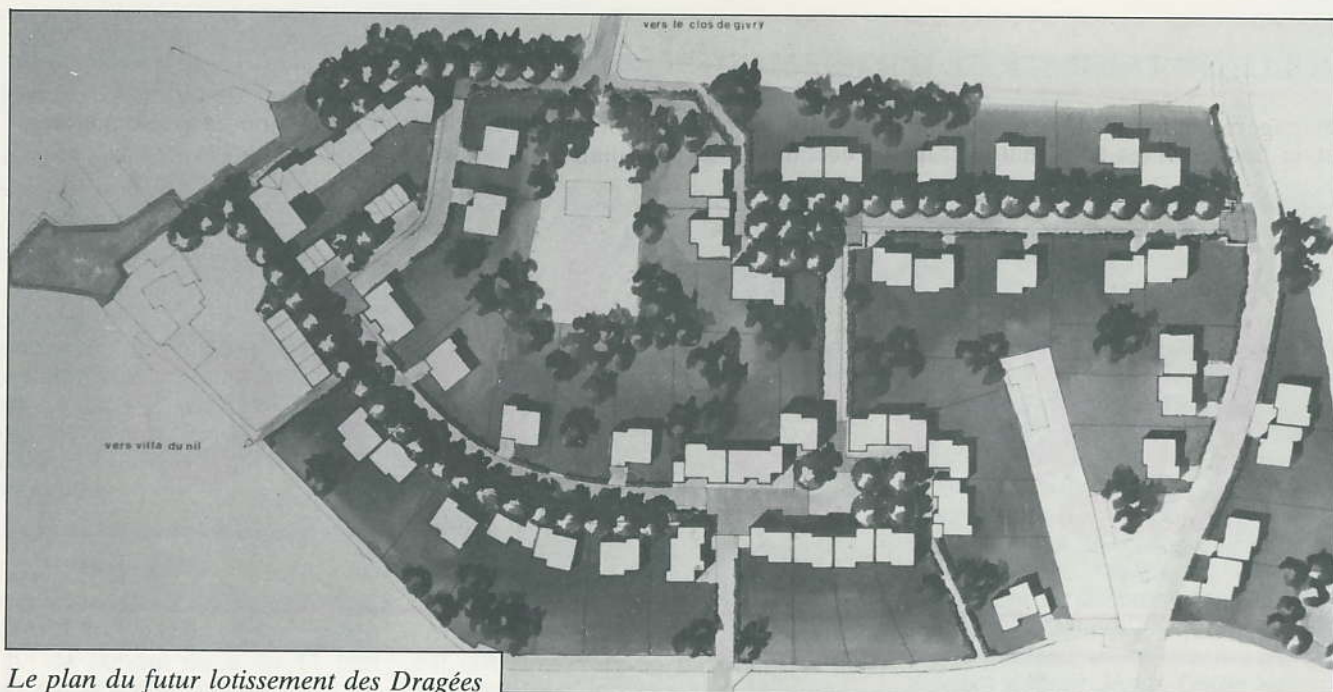 vers le clos de givry
vers villa du nil
Le plan du futur lotissement des Dragées